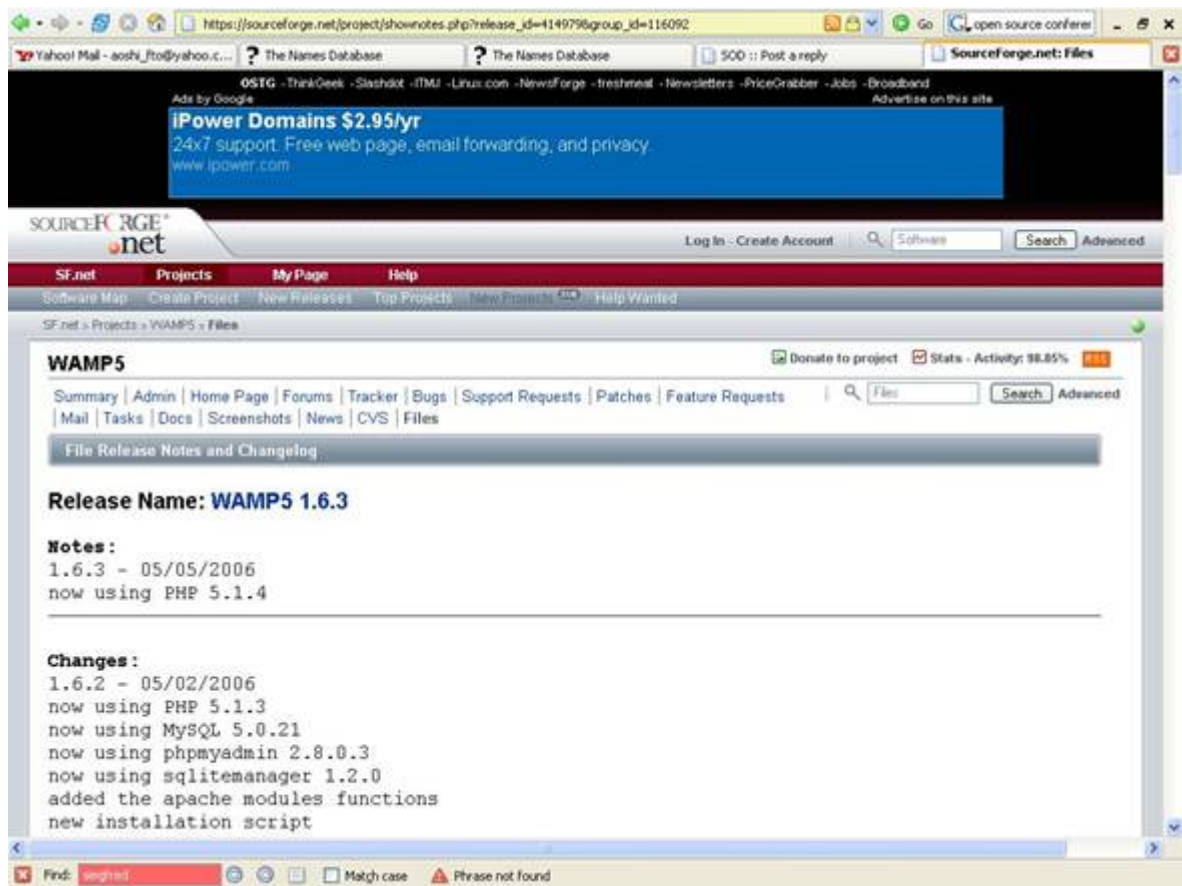 https://sourceforge.net/project/shownotes.php?release_id=414979&group_id=116092
Go
open source conferer
Yahoo! Mail - aoshi_fto@yahoo.c...
The Names Database
The Names Database
SOD :: Post a reply
SourceForge.net: Files
OSTG - ThinkGeek - Slashdot - ITMJ - Linux.com - NewsForge - freshmeat - Newsletters - PriceGrabber - Jobs - Broadband
Ads by Google
Advertise on this site
iPower Domains $2.95/yr
24x7 support. Free web page, email forwarding, and privacy.
www.ipower.com
SOURCEFORGE®
.net
Log In - Create Account
Software
Search
Advanced
SF.net Projects My Page Help
Software Map Create Project New Releases Top Projects New Projects Help Wanted
SF.net » Projects » WAMP5 » Files
WAMP5
Donate to project
Stats - Activity: 98.85%
RSS
Summary | Admin | Home Page | Forums | Tracker | Bugs | Support Requests | Patches | Feature Requests
| Mail | Tasks | Docs | Screenshots | News | CVS | Files
Files
Search
Advanced
File Release Notes and Changelog
Release Name: WAMP5 1.6.3
Notes:
1.6.3 - 05/05/2006
now using PHP 5.1.4
Changes:
1.6.2 - 05/02/2006
now using PHP 5.1.3
now using MySQL 5.0.21
now using phpmyadmin 2.8.0.3
now using sqlitemanager 1.2.0
added the apache modules functions
new installation script
Find:
Match case
Phrase not found